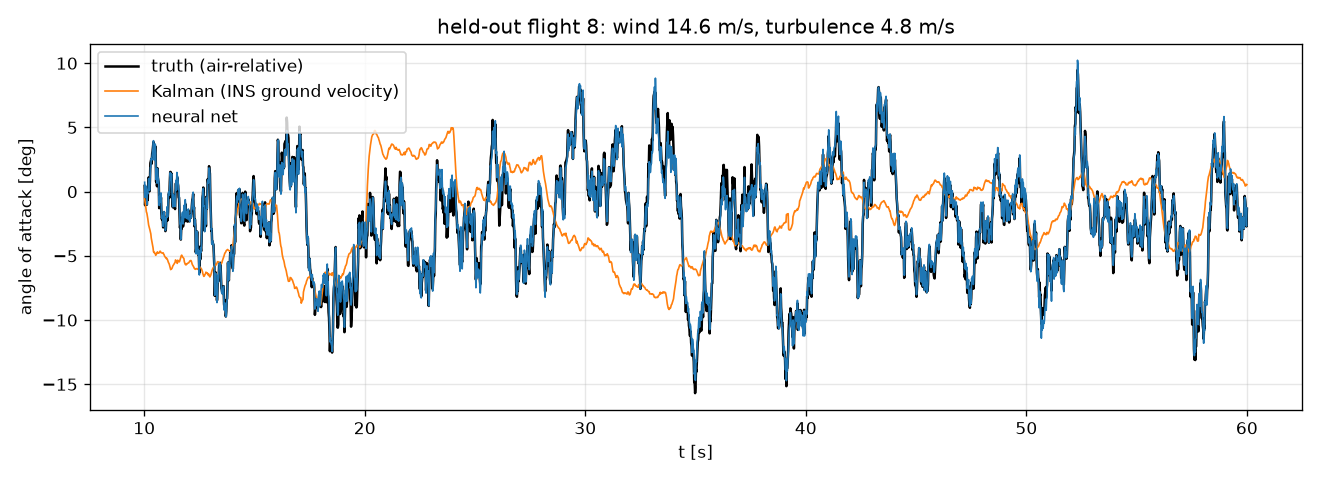 held-out flight 8: wind 14.6 m/s, turbulence 4.8 m/s
truth (air-relative)
Kalman (INS ground velocity)
neural net
angle of attack [deg]
10
5
0
−5
−10
−15
10
20
30
40
50
60
t [s]